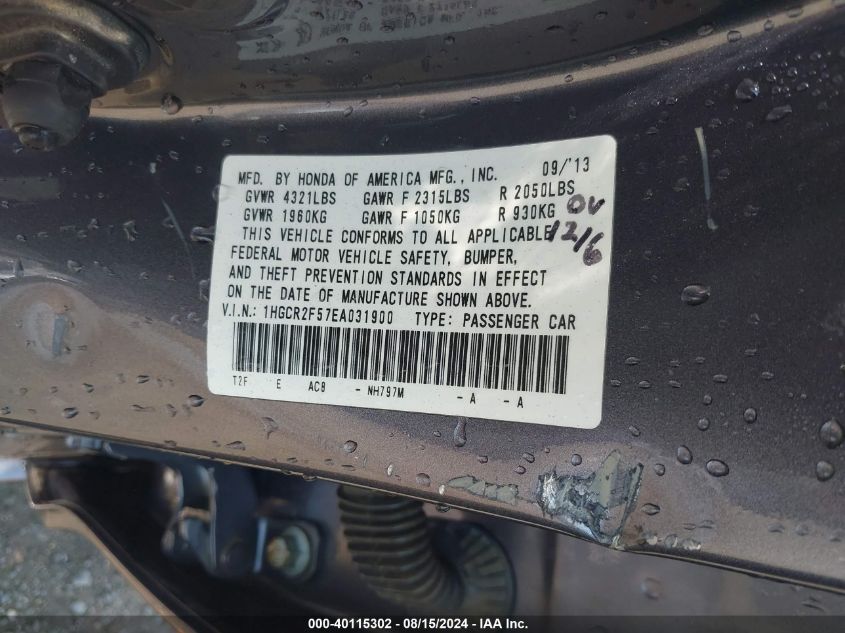 MFD. BY HONDA OF AMERICA MFG., INC. 09/'13
GVWR 4321LBS GAWR F 2315LBS R 2050LBS
GVWR 1960KG GAWR F 1050KG R 930KG OV
THIS VEHICLE CONFORMS TO ALL APPLICABLE 12/6
FEDERAL MOTOR VEHICLE SAFETY, BUMPER,
AND THEFT PREVENTION STANDARDS IN EFFECT
ON THE DATE OF MANUFACTURE SHOWN ABOVE.
V.I.N.: 1HGCR2F57EA031900 TYPE: PASSENGER CAR
T2F E AC8 - NH797M - A - A
000-40115302 - 08/15/2024 - IAA Inc.